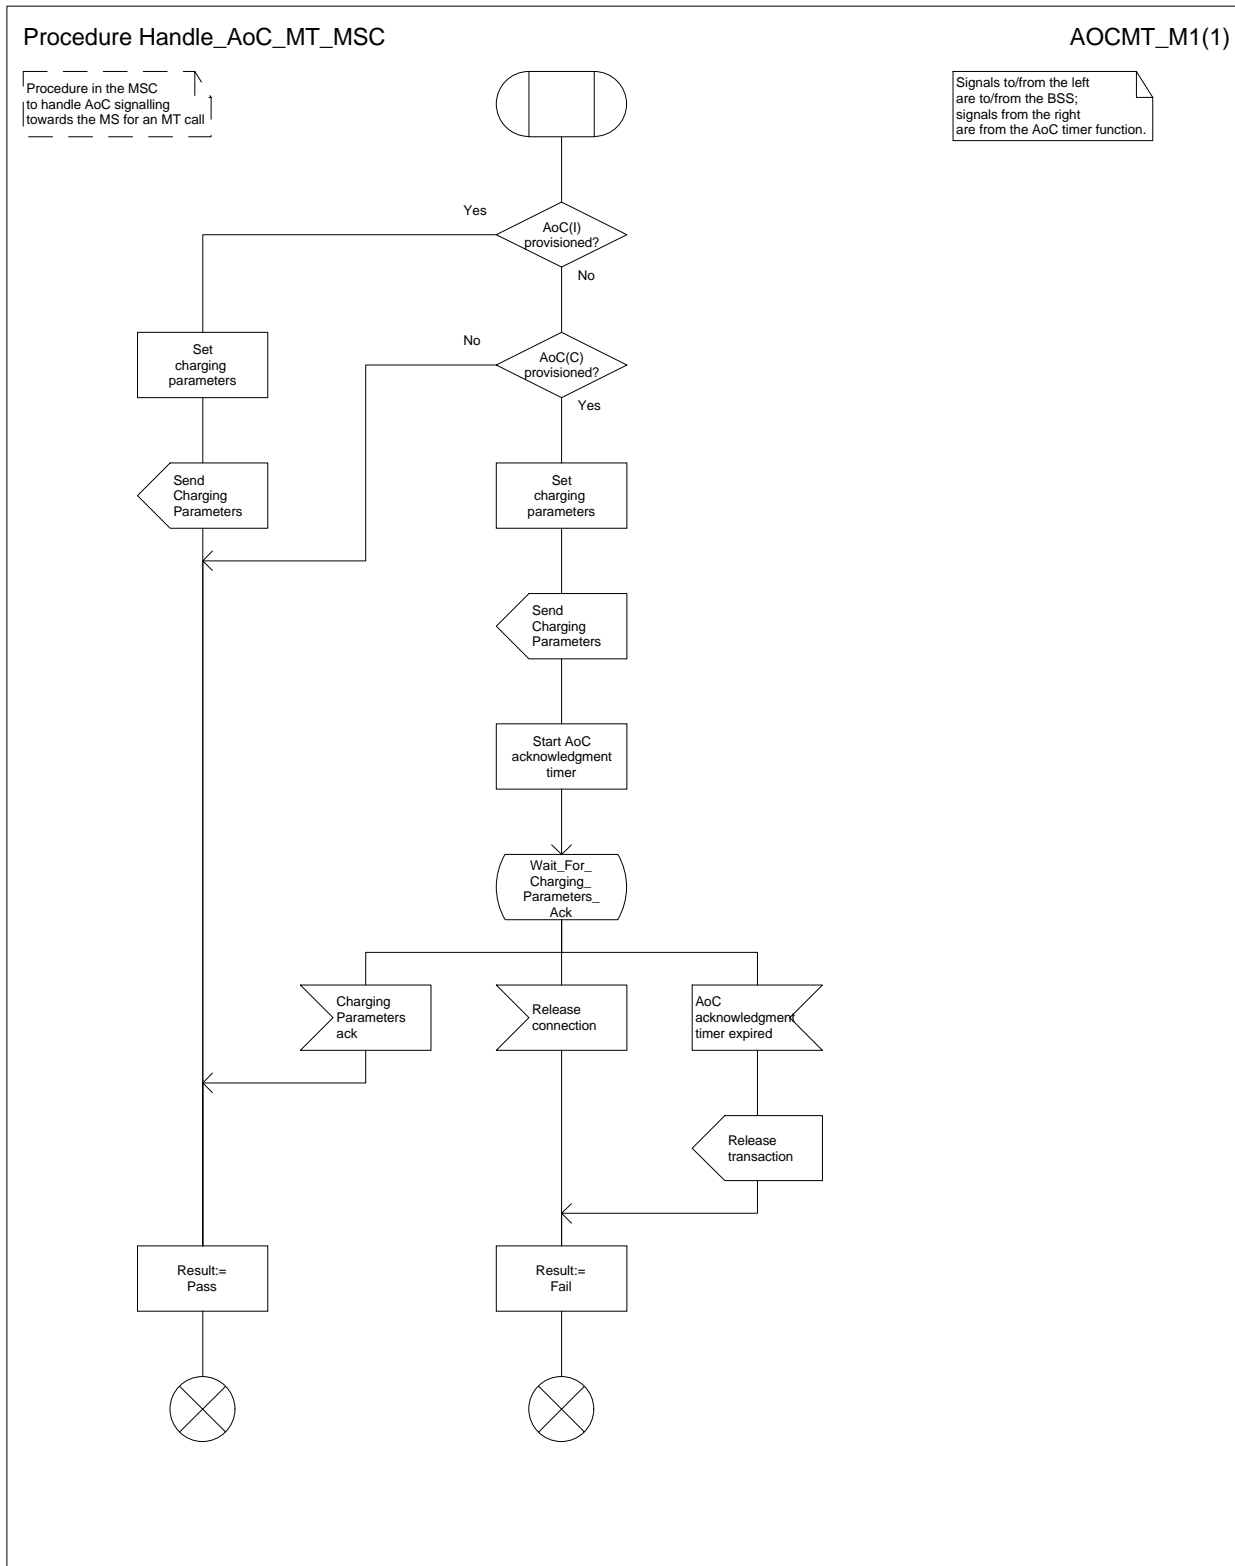 Procedure Handle_AoC_MT_MSC
AOCMT_M1(1)
Procedure in the MSC
to handle AoC signalling
towards the MS for an MT call
Signals to/from the left
are to/from the BSS;
signals from the right
are from the AoC timer function.
Yes
AoC(I)
provisioned?
No
No
AoC(C)
provisioned?
Yes
Set
charging
parameters
Send
Charging
Parameters
Set
charging
parameters
Send
Charging
Parameters
Start AoC
acknowledgment
timer
Wait_For_
Charging_
Parameters_
Ack
Charging
Parameters
ack
Release
connection
AoC
acknowledgment
timer expired
Release
transaction
Result:=
Pass
Result:=
Fail